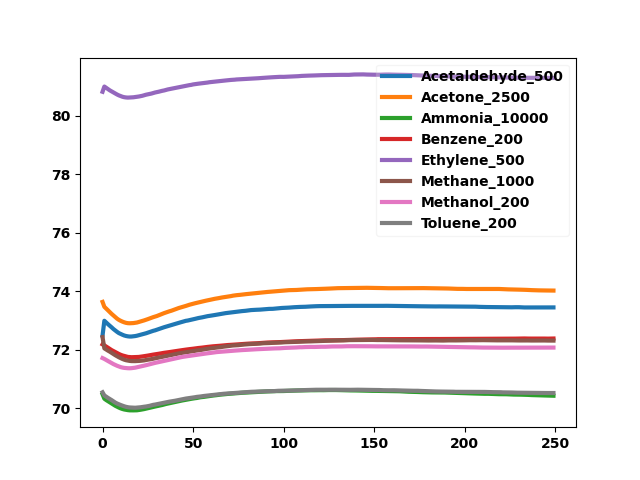 Acetaldehyde_500
Acetone_2500
Ammonia_10000
Benzene_200
Ethylene_500
Methane_1000
Methanol_200
Toluene_200
80
78
76
74
72
70
0 50 100 150 200 250